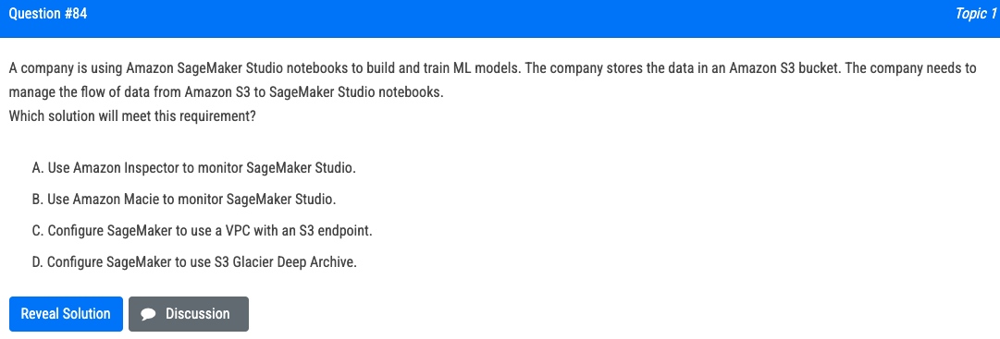 Question #84
Topic 1
A company is using Amazon SageMaker Studio notebooks to build and train ML models. The company stores the data in an Amazon S3 bucket. The company needs to
manage the flow of data from Amazon S3 to SageMaker Studio notebooks.
Which solution will meet this requirement?
A. Use Amazon Inspector to monitor SageMaker Studio.
B. Use Amazon Macie to monitor SageMaker Studio.
C. Configure SageMaker to use a VPC with an S3 endpoint.
D. Configure SageMaker to use S3 Glacier Deep Archive.
Reveal Solution
Discussion